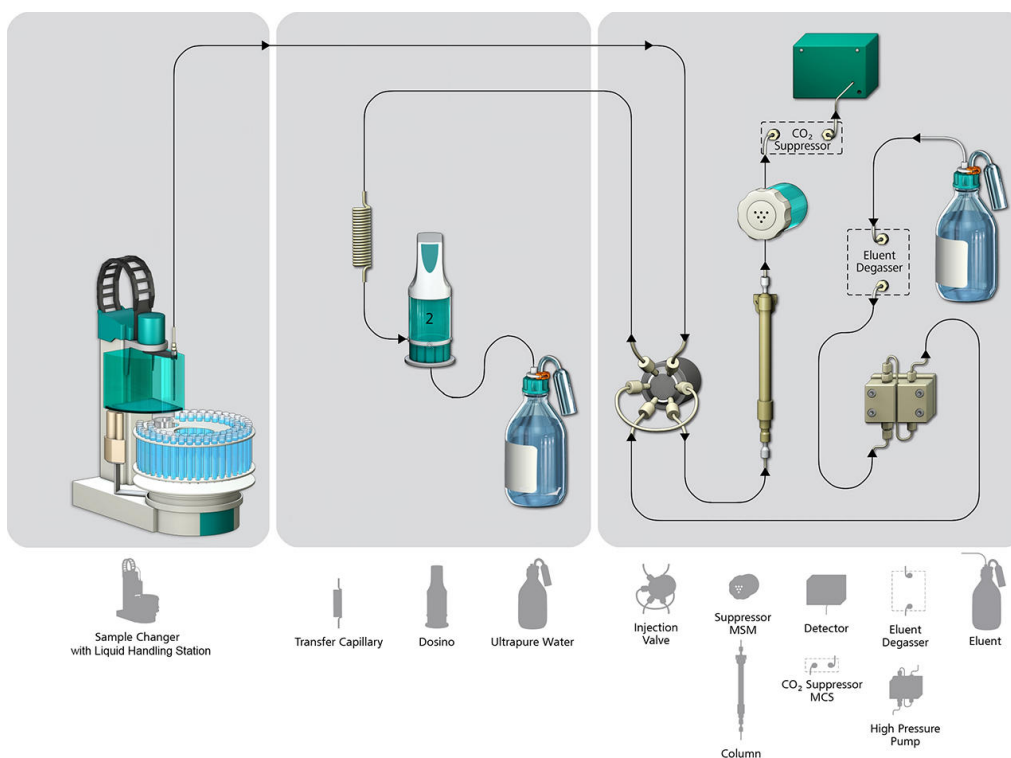 CO2
Suppressor
Eluent
Degasser
2
Sample Changer
with Liquid Handling Station
Transfer Capillary
Dosino
Ultrapure Water
Injection
Valve
Suppressor
MSM
Detector
Eluent
Degasser
Eluent
CO2 Suppressor
MCS
High Pressure
Pump
Column